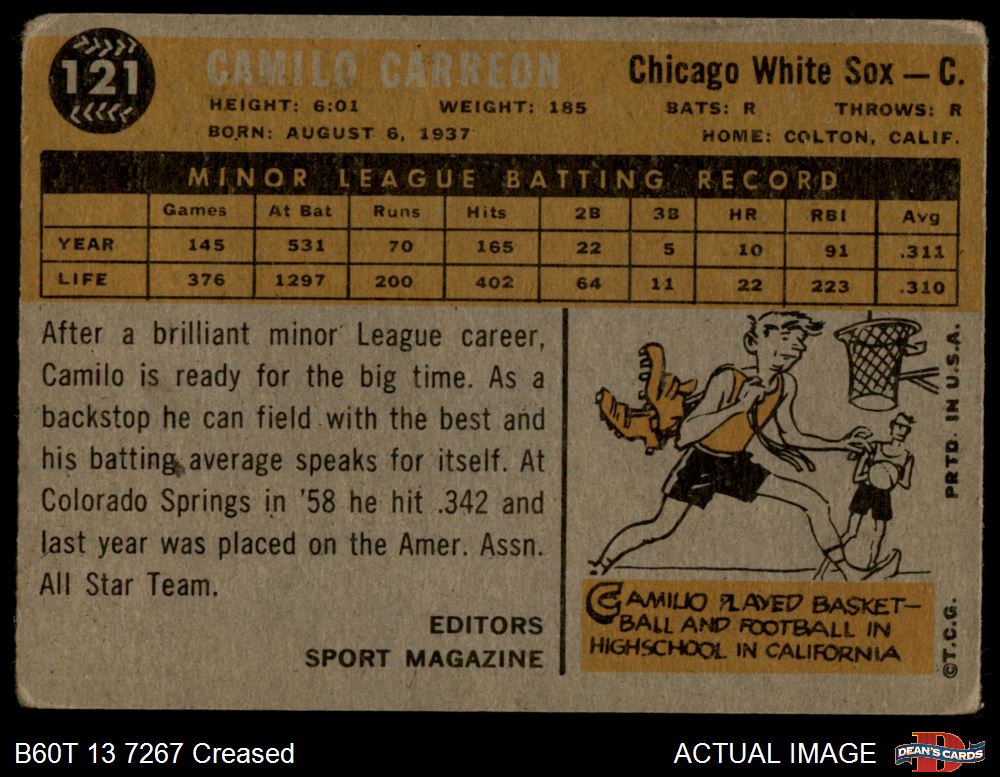 121
CAMILO CARREON
Chicago White Sox — C.
HEIGHT: 6:01 WEIGHT: 185 BATS: R THROWS: R
BORN: AUGUST 6, 1937 HOME: COLTON, CALIF.
MINOR LEAGUE BATTING RECORD
Games At Bat Runs Hits 2B 3B HR RBI Avg
YEAR 145 531 70 165 22 5 10 91 .311
LIFE 376 1297 200 402 64 11 22 223 .310
After a brilliant minor League career,
Camilo is ready for the big time. As a
backstop he can field with the best and
his batting average speaks for itself. At
Colorado Springs in '58 he hit .342 and
last year was placed on the Amer. Assn.
All Star Team.
EDITORS
SPORT MAGAZINE
CAMILIO PLAYED BASKET-
BALL AND FOOTBALL IN
HIGHSCHOOL IN CALIFORNIA
©T.C.G. PRTD. IN U.S.A.
B60T 13 7267 Creased
ACTUAL IMAGE
DEAN'S CARDS